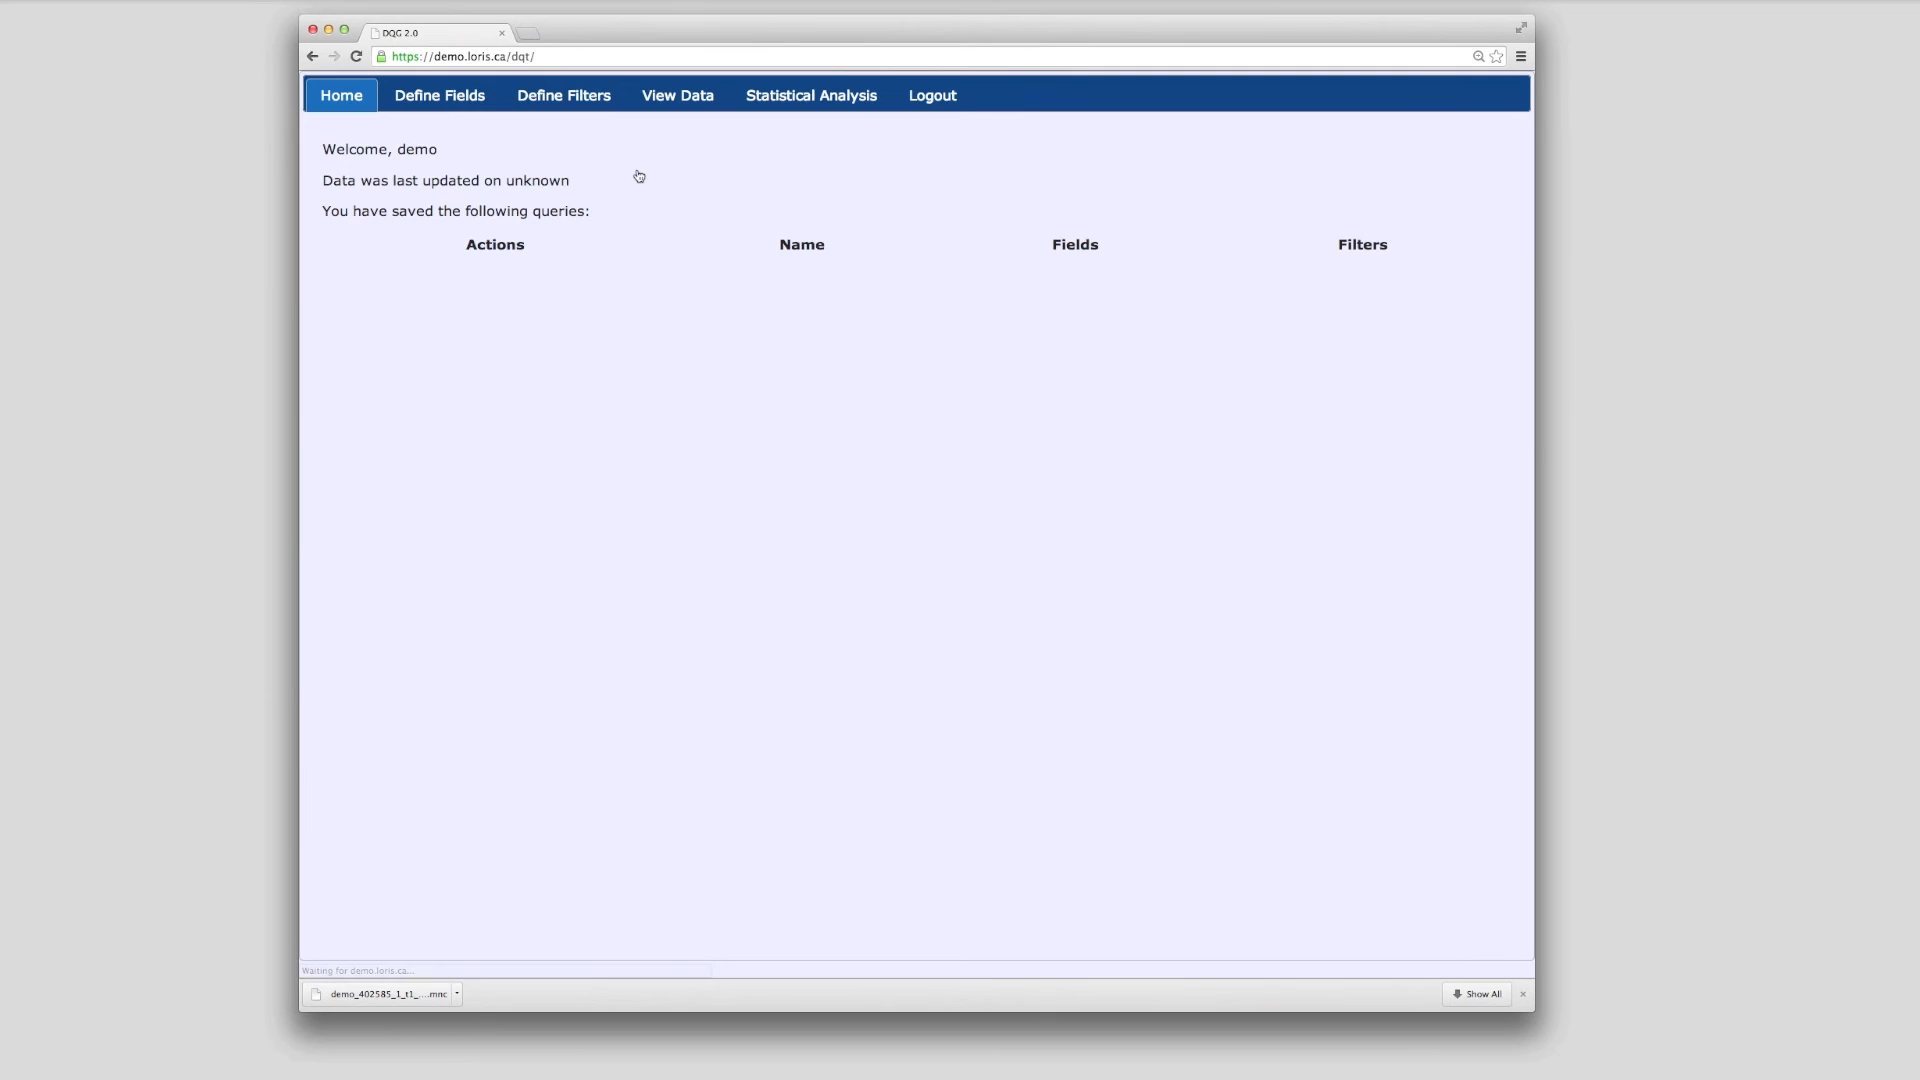 DQG 2.0
https://demo.loris.ca/dqt/
Home Define Fields Define Filters View Data Statistical Analysis Logout
Welcome, demo
Data was last updated on unknown
You have saved the following queries:
Actions Name Fields Filters
Waiting for demo.loris.ca...
demo_402585_1_t1_....mnc Show All